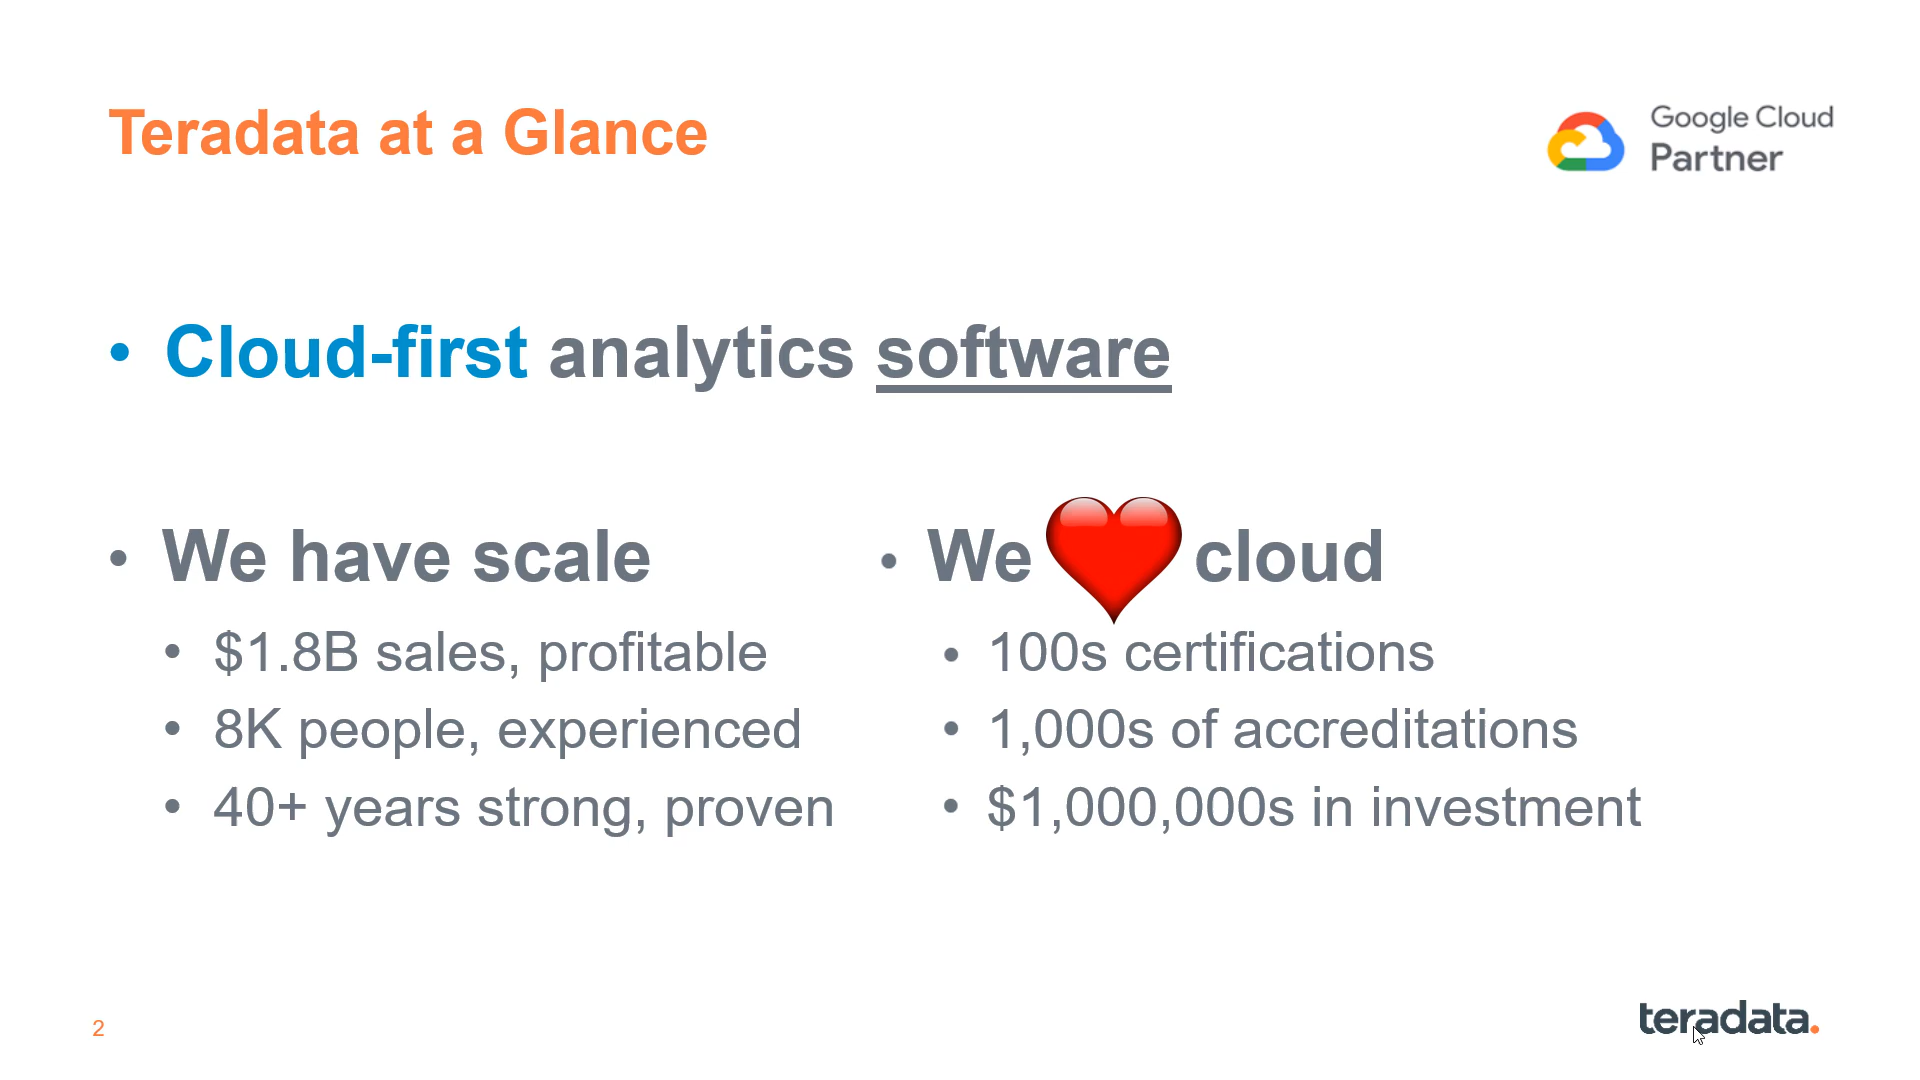 Teradata at a Glance
Google Cloud
Partner
• Cloud-first analytics software
• We have scale
• $1.8B sales, profitable
• 8K people, experienced
• 40+ years strong, proven
• We ❤ cloud
• 100s certifications
• 1,000s of accreditations
• $1,000,000s in investment
2
teradata.